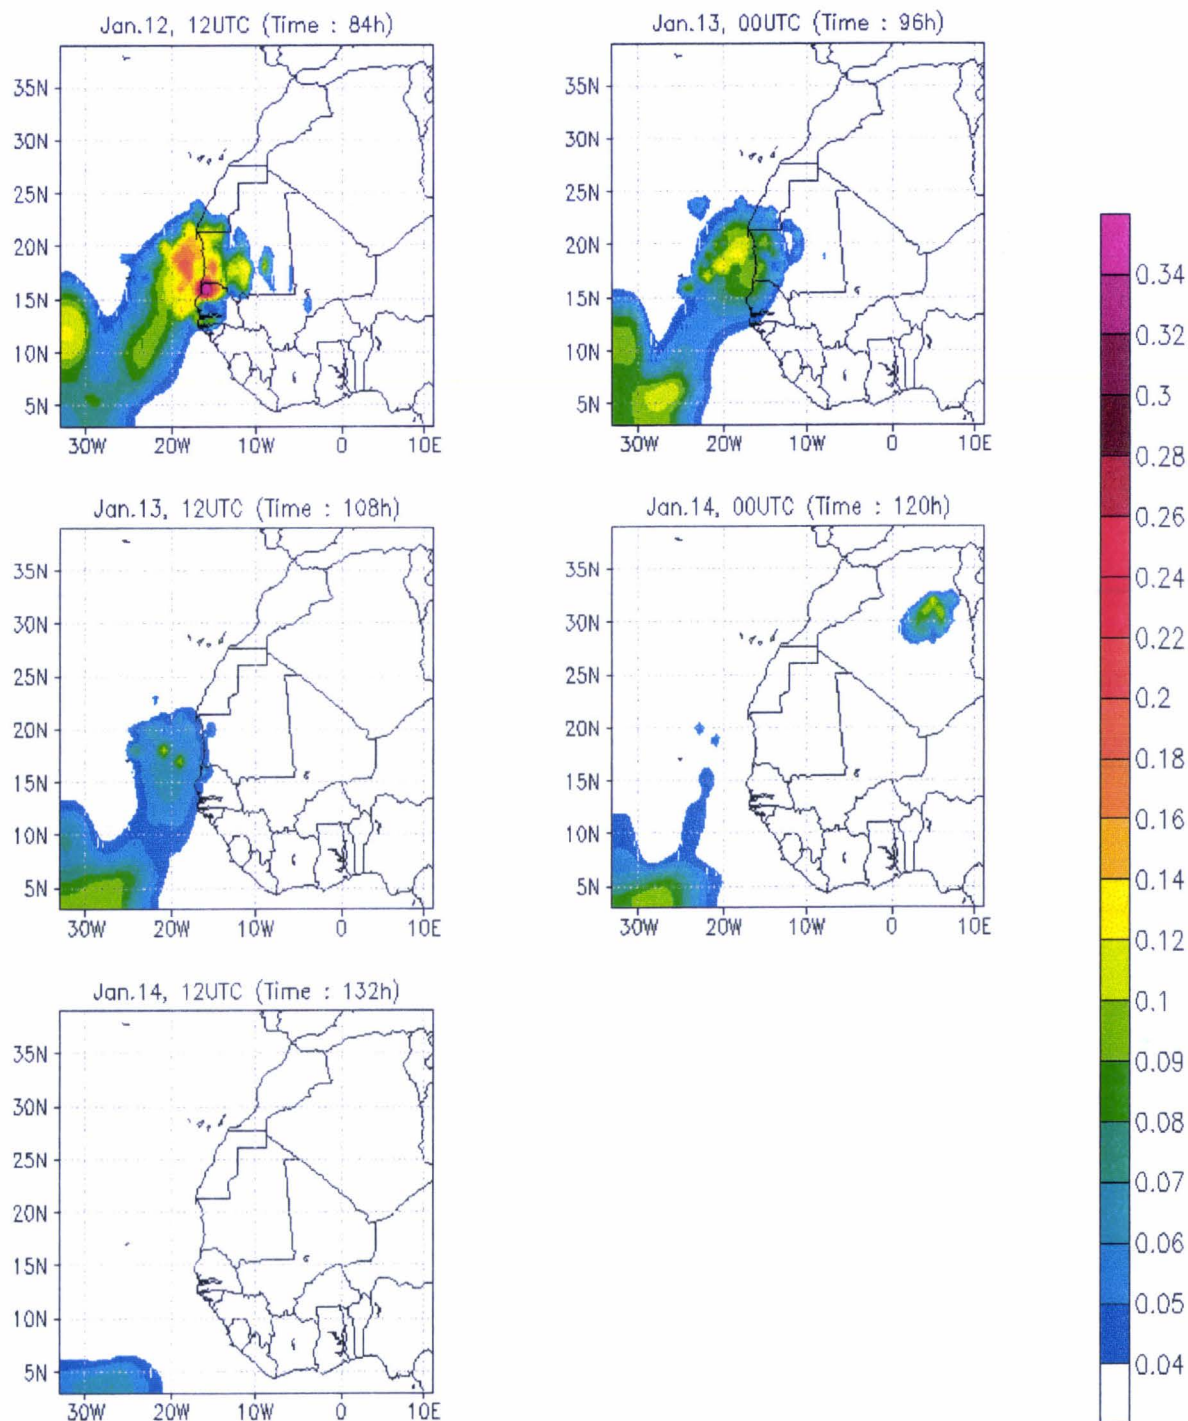 Jan.12, 12UTC (Time : 84h)
35N
30N
25N
20N
15N
10N
5N
30W 20W 10W 0 10E
Jan.13, 00UTC (Time : 96h)
35N
30N
25N
20N
15N
10N
5N
30W 20W 10W 0 10E
Jan.13, 12UTC (Time : 108h)
35N
30N
25N
20N
15N
10N
5N
30W 20W 10W 0 10E
Jan.14, 00UTC (Time : 120h)
35N
30N
25N
20N
15N
10N
5N
30W 20W 10W 0 10E
Jan.14, 12UTC (Time : 132h)
35N
30N
25N
20N
15N
10N
5N
30W 20W 10W 0 10E
0.34
0.32
0.3
0.28
0.26
0.24
0.22
0.2
0.18
0.16
0.14
0.12
0.1
0.09
0.08
0.07
0.06
0.05
0.04